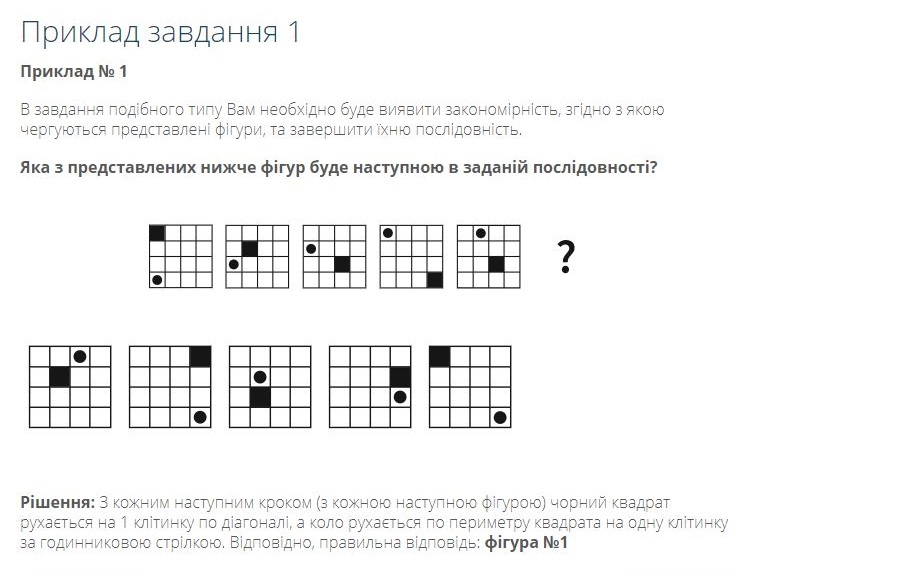 Приклад завдання 1
Приклад № 1
В завдання подібного типу Вам необхідно буде виявити закономірність, згідно з якою
чергуються представлені фігури, та завершити їхню послідовність.
Яка з представлених нижче фігур буде наступною в заданій послідовності?
?
Рішення: З кожним наступним кроком (з кожною наступною фігурою) чорний квадрат
рухається на 1 клітинку по діагоналі, а коло рухається по периметру квадрата на одну клітинку
за годинниковою стрілкою. Відповідно, правильна відповідь: фігура №1